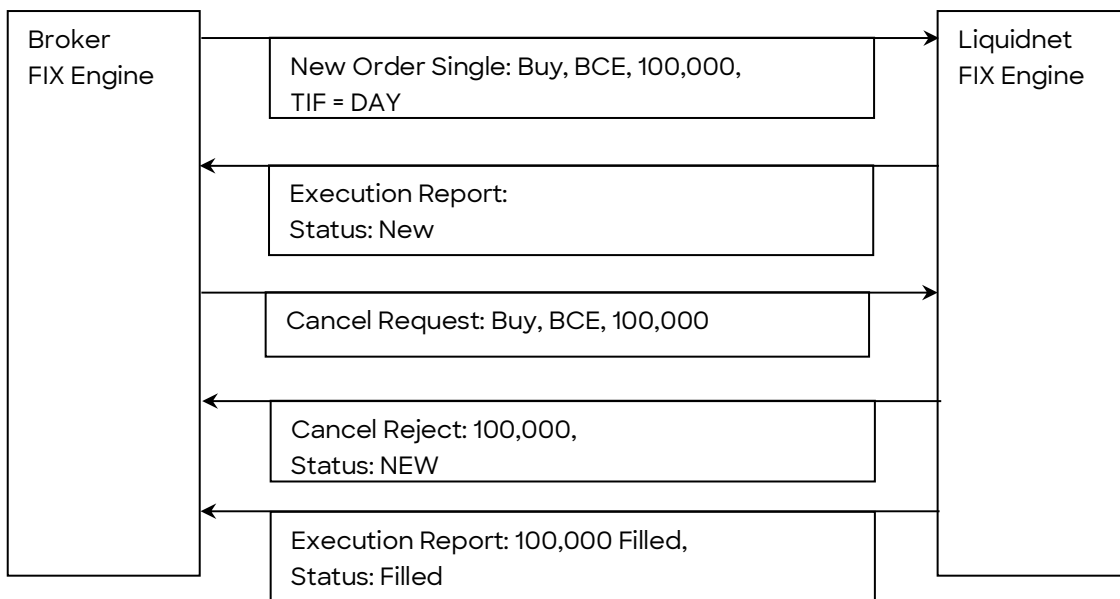 Broker
FIX Engine
Liquidnet
FIX Engine
New Order Single: Buy, BCE, 100,000,
TIF = DAY
Execution Report:
Status: New
Cancel Request: Buy, BCE, 100,000
Cancel Reject: 100,000,
Status: NEW
Execution Report: 100,000 Filled,
Status: Filled